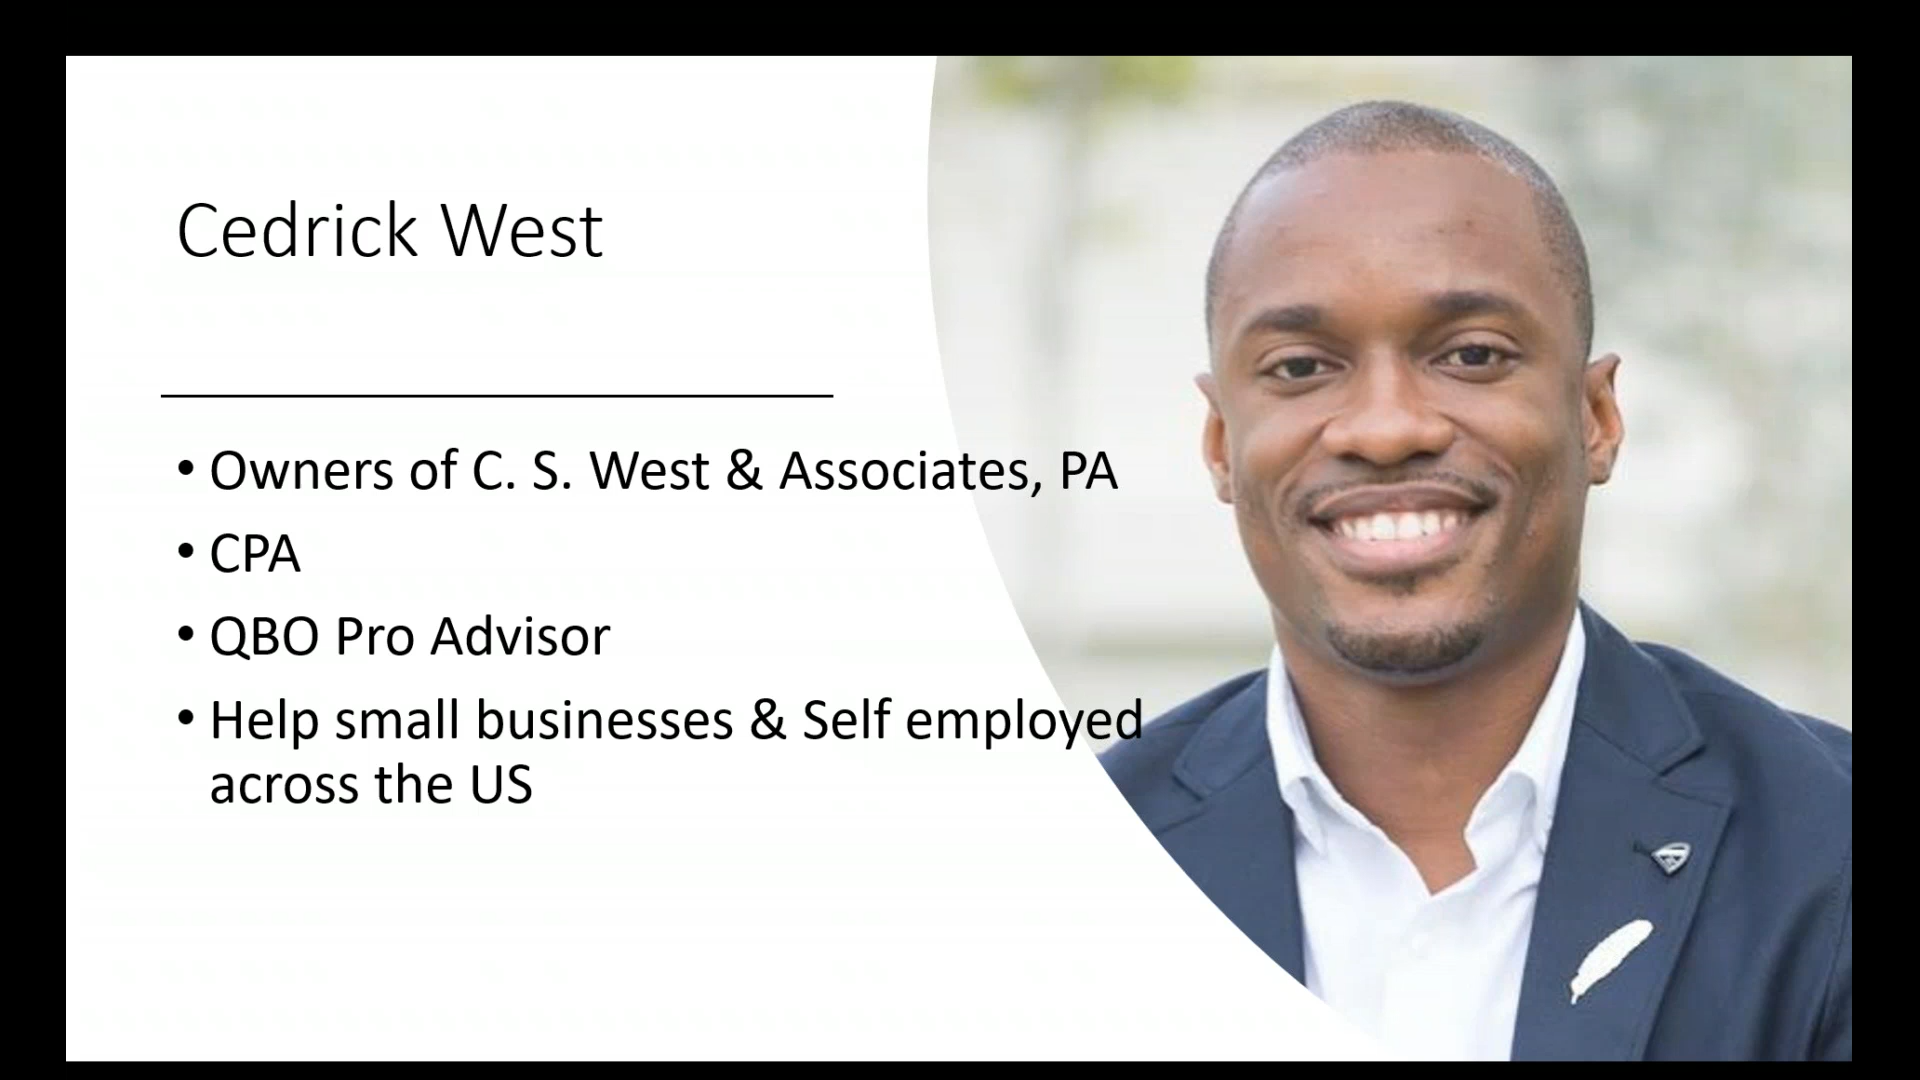 Cedrick West
• Owners of C. S. West & Associates, PA
• CPA
• QBO Pro Advisor
• Help small businesses & Self employed
across the US